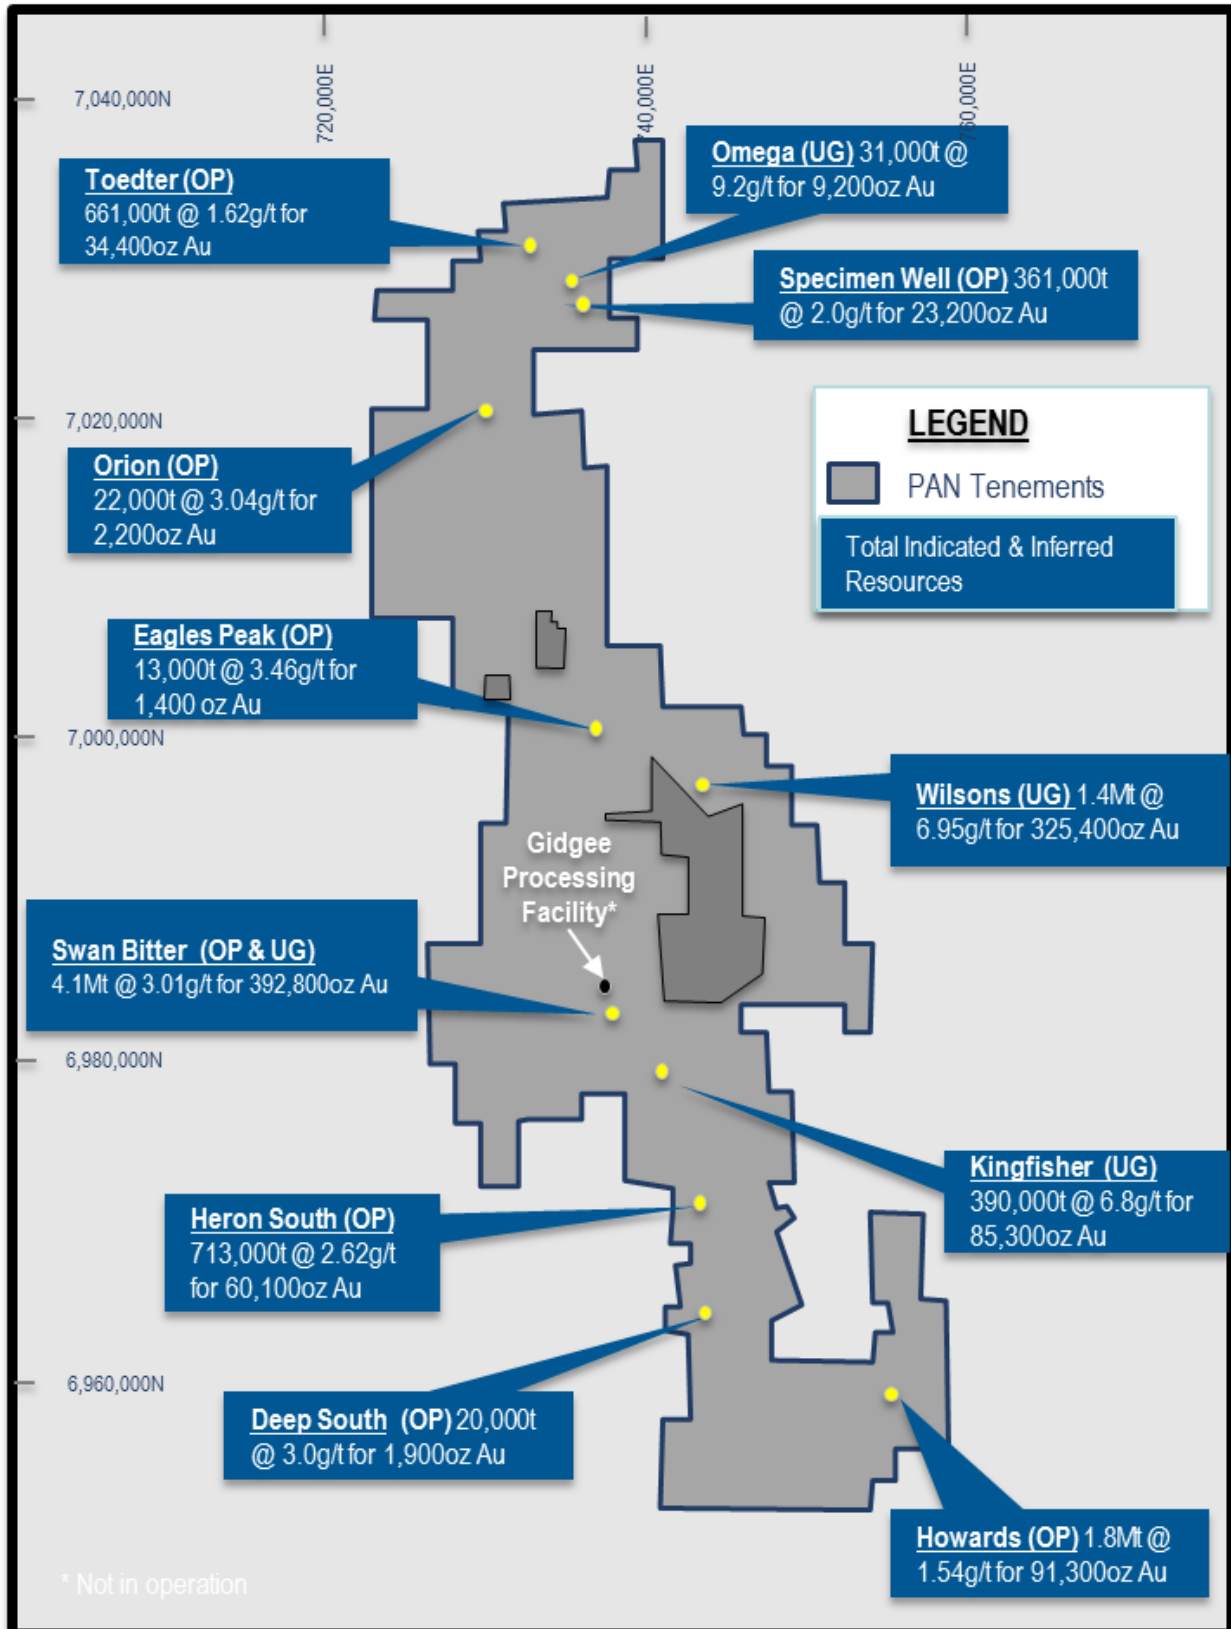 720,000E
740,000E
760,000E
7,040,000N
Omega (UG) 31,000t @
9.2g/t for 9,200oz Au
Toedter (OP)
661,000t @ 1.62g/t for
34,400oz Au
Specimen Well (OP) 361,000t
@ 2.0g/t for 23,200oz Au
7,020,000N
LEGEND
PAN Tenements
Total Indicated & Inferred
Resources
Orion (OP)
22,000t @ 3.04g/t for
2,200oz Au
Eagles Peak (OP)
13,000t @ 3.46g/t for
1,400 oz Au
7,000,000N
Wilsons (UG) 1.4Mt @
6.95g/t for 325,400oz Au
Gidgee
Processing
Facility*
Swan Bitter (OP & UG)
4.1Mt @ 3.01g/t for 392,800oz Au
6,980,000N
Kingfisher (UG)
390,000t @ 6.8g/t for
85,300oz Au
Heron South (OP)
713,000t @ 2.62g/t
for 60,100oz Au
6,960,000N
Deep South (OP) 20,000t
@ 3.0g/t for 1,900oz Au
Howards (OP) 1.8Mt @
1.54g/t for 91,300oz Au
* Not in operation